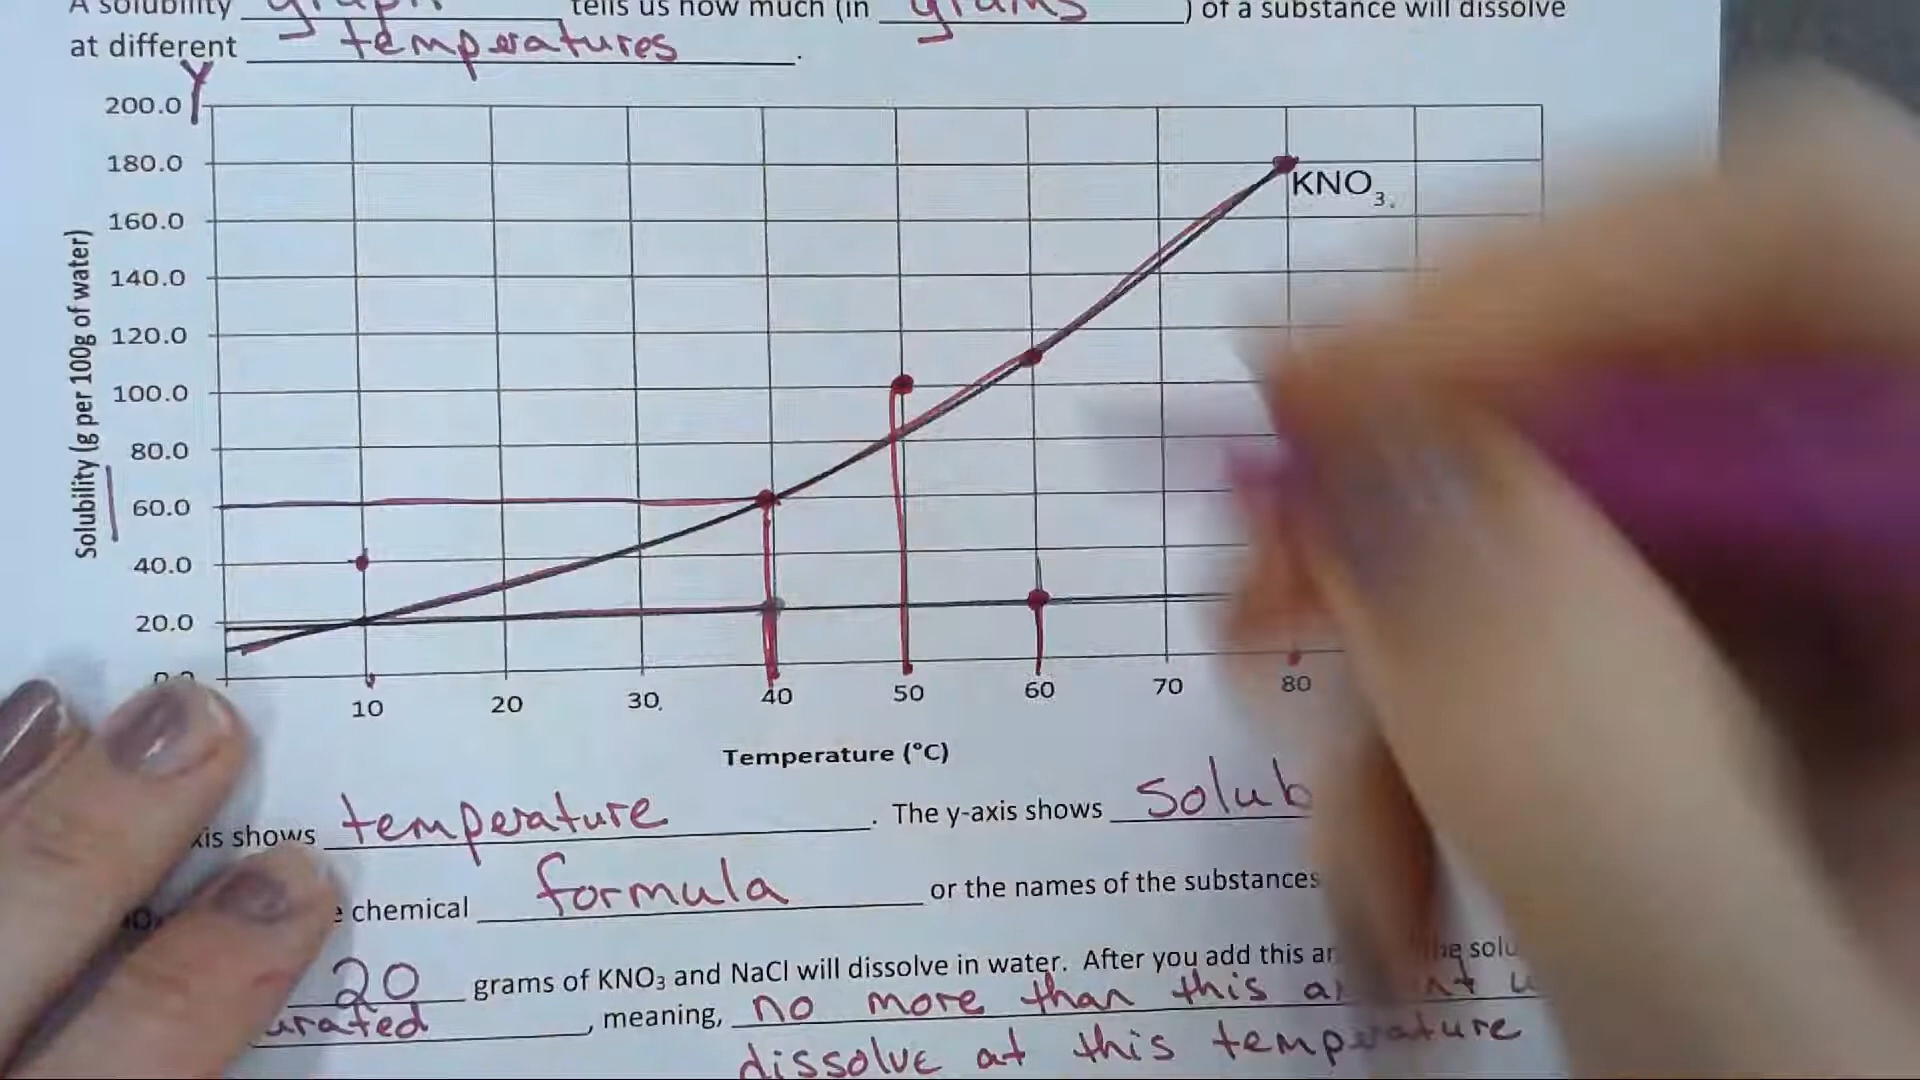 A solubility graph tells us how much (in grams) of a substance will dissolve
at different temperatures.
Y
200.0
180.0
KNO3
160.0
140.0
120.0
100.0
80.0
60.0
40.0
20.0
Solubility (g per 100g of water)
10 20 30 40 50 60 70 80
Temperature (°C)
shows temperature. The y-axis shows
chemical formula or the names of the substances
20 grams of KNO₃ and NaCl will dissolve in water. After you add this
meaning, no more than this
dissolve at this temperature